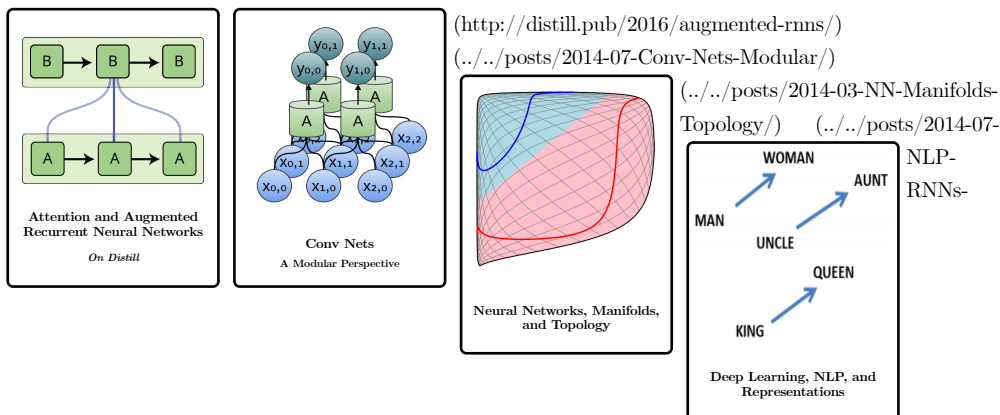 B B B
A A A
Attention and Augmented
Recurrent Neural Networks
On Distill
y0,1 y1,1
y0,0 y1,0
A A
x0,1 x1,1 x2,1 x2,2
x0,0 x1,0 x2,0
Conv Nets
A Modular Perspective
(http://distill.pub/2016/augmented-rnns/)
(../../posts/2014-07-Conv-Nets-Modular/)
Neural Networks, Manifolds,
and Topology
(../../posts/2014-03-NN-Manifolds-
Topology/) (../../posts/2014-07-
WOMAN
AUNT
MAN
UNCLE
QUEEN
KING
Deep Learning, NLP, and
Representations
NLP-
RNNs-